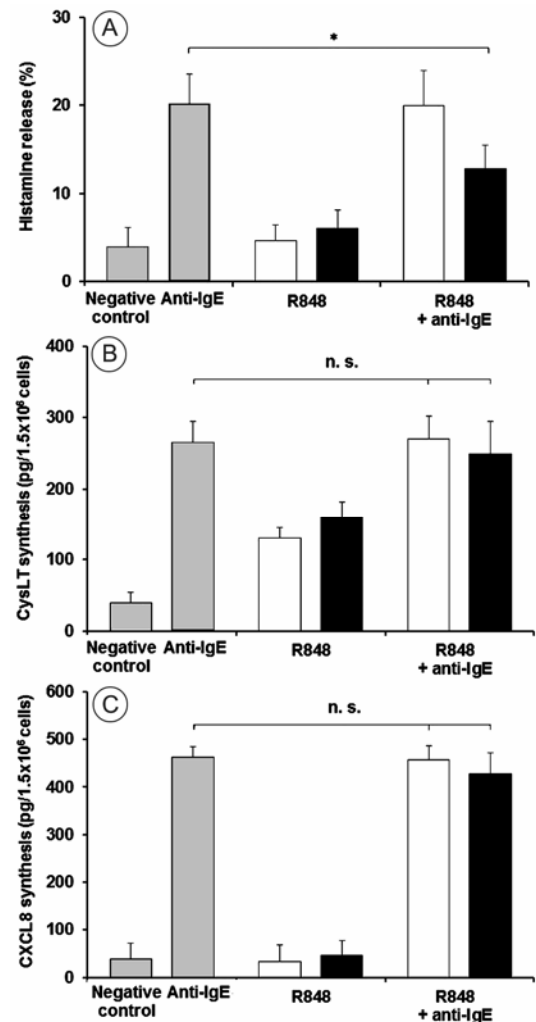 A
Histamine release (%)
30
20
10
0
*
Negative control
Anti-IgE
R848
R848
+ anti-IgE
B
CysLT synthesis (pg/1.5x10⁶ cells)
400
300
200
100
0
n. s.
Negative control
Anti-IgE
R848
R848
+ anti-IgE
C
CXCL8 synthesis (pg/1.5x10⁶ cells)
600
500
400
300
200
100
0
n. s.
Negative control
Anti-IgE
R848
R848
+ anti-IgE